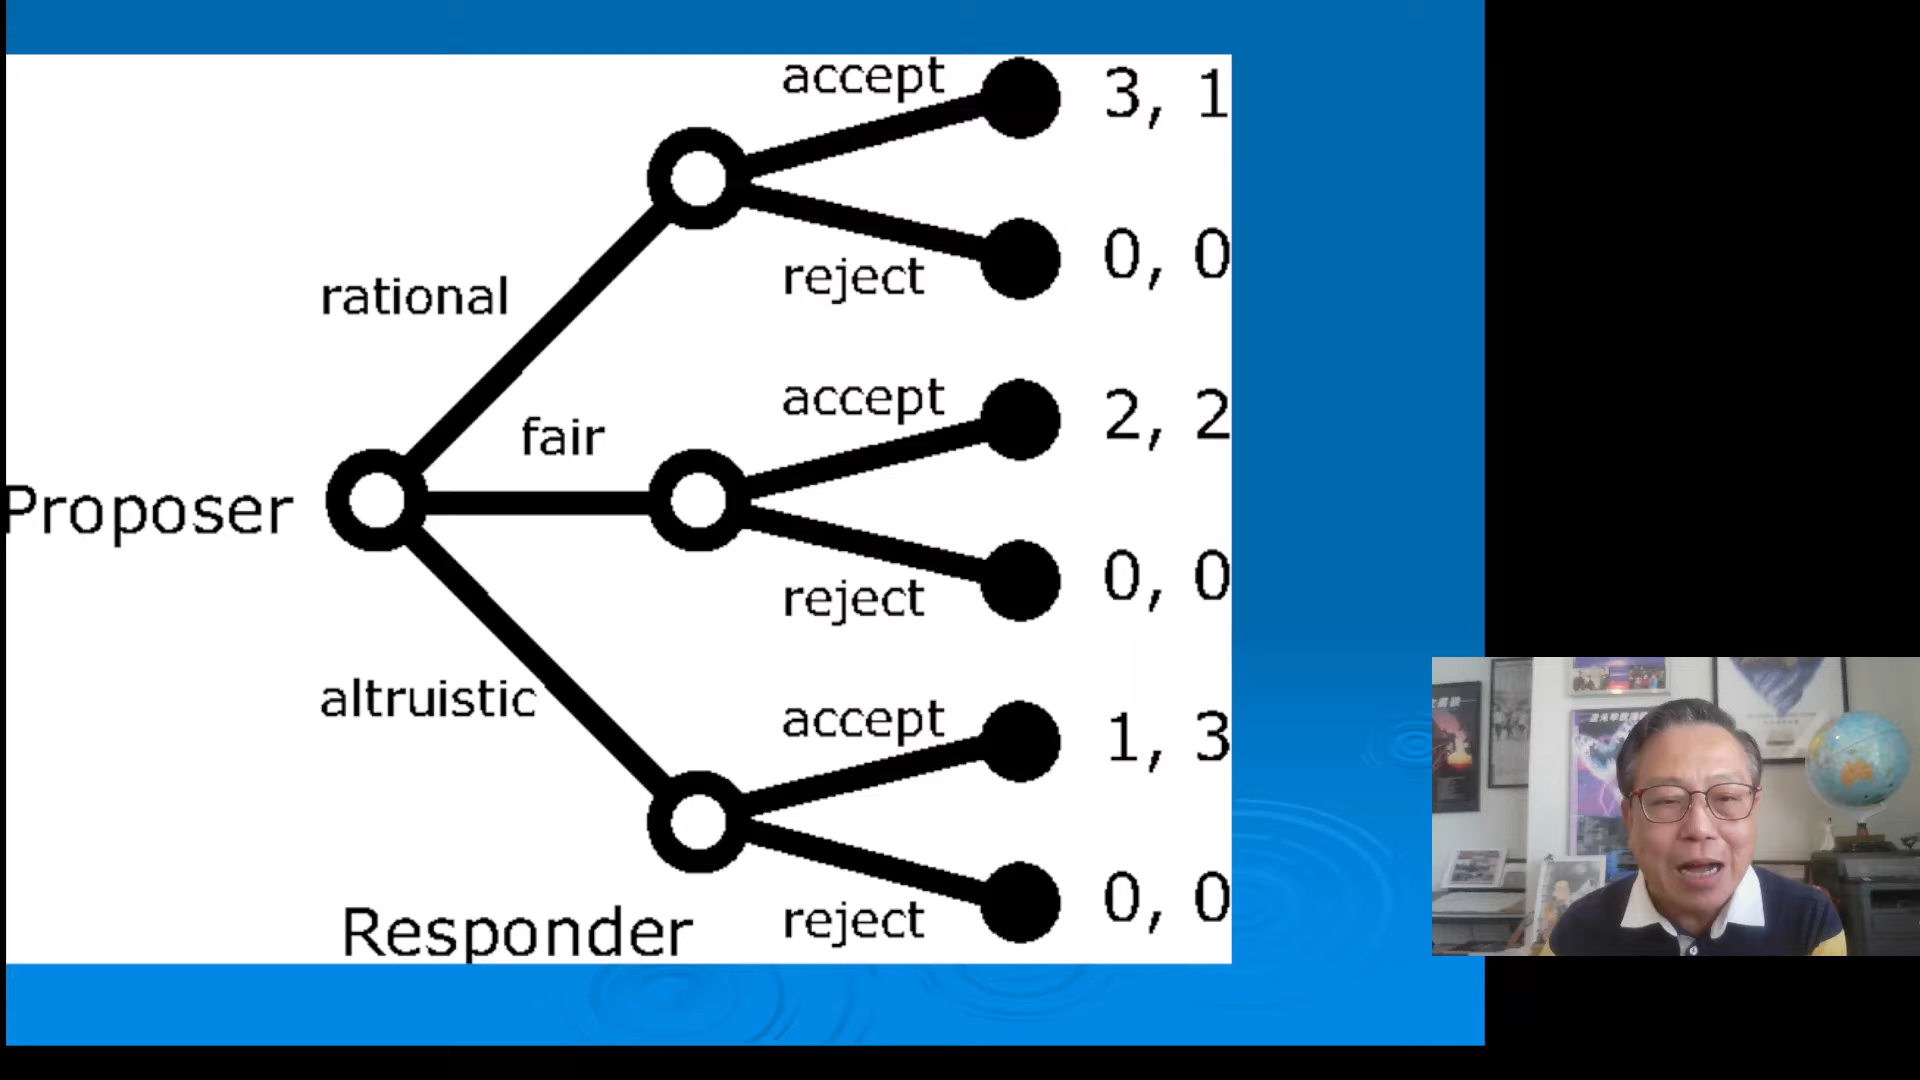 accept
3, 1
rational
reject
0, 0
accept
2, 2
fair
Proposer
reject
0, 0
altruistic
accept
1, 3
Responder
reject
0, 0